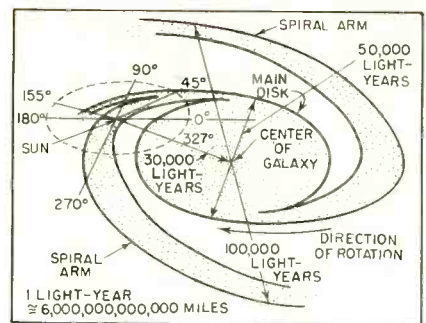 SPIRAL ARM
50,000
LIGHT-
YEARS
90°
45°
MAIN
DISK
155°
180°
0°
SUN
327°
CENTER
OF
GALAXY
30,000
LIGHT-
YEARS
270°
DIRECTION
OF ROTATION
100,000
LIGHT-
YEARS
SPIRAL
ARM
1 LIGHT-YEAR
≅ 6,000,000,000,000 MILES